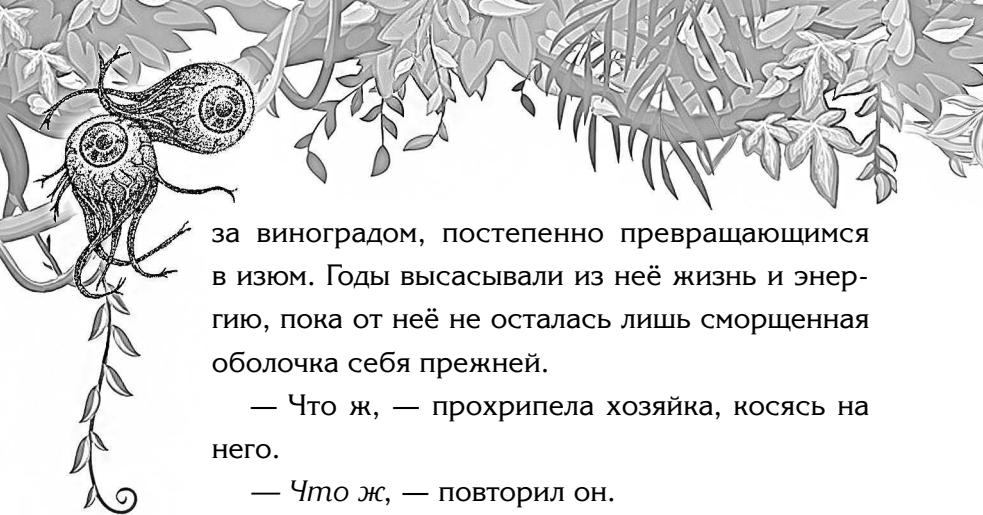 за виноградом, постепенно превращающимся
в изюм. Годы высасывали из неё жизнь и энер-
гию, пока от неё не осталась лишь сморщенная
оболочка себя прежней.
— Что ж, — прохрипела хозяйка, косясь на
него.
— Что ж, — повторил он.